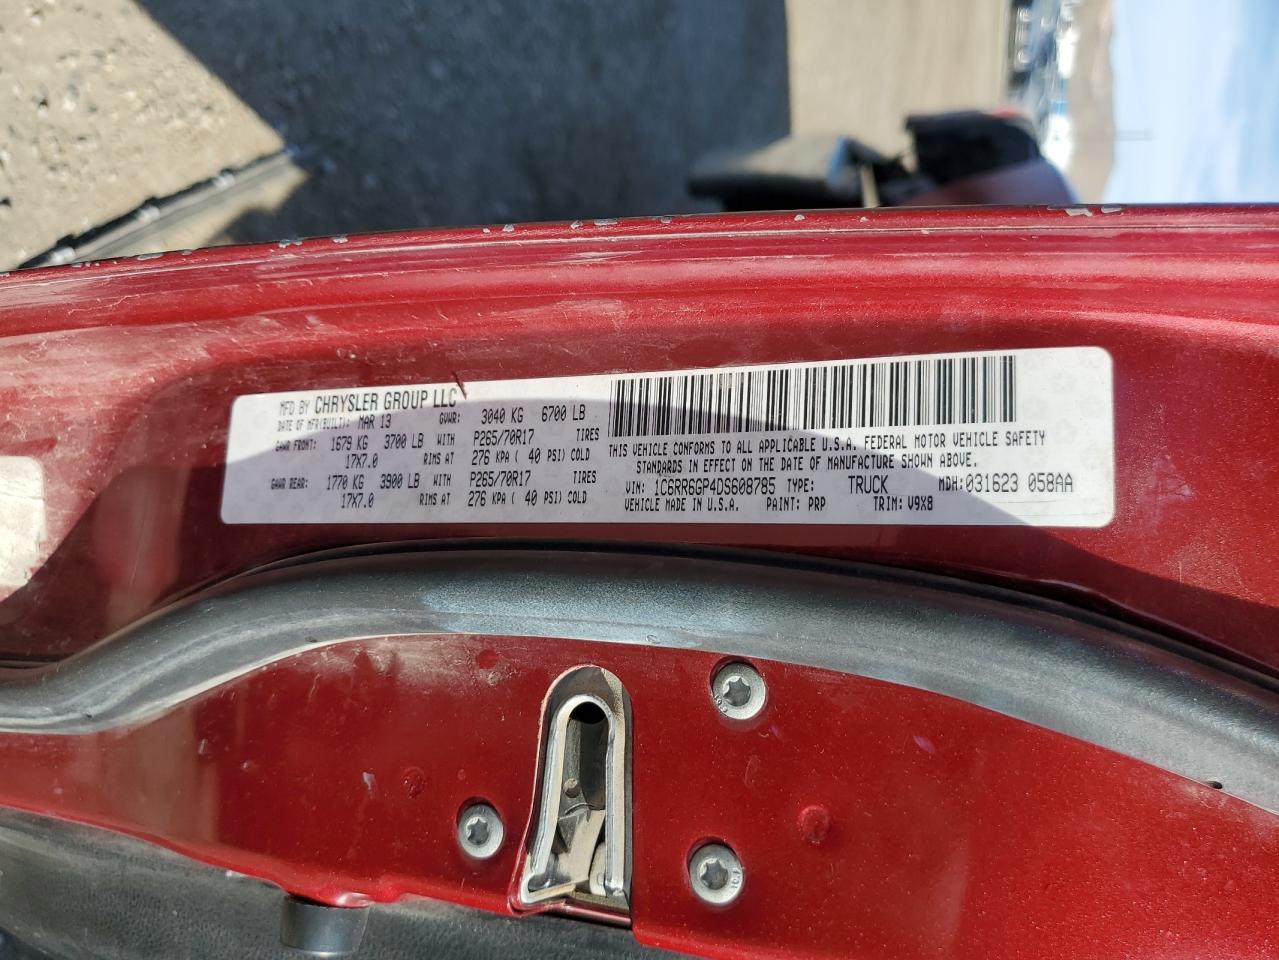 MFD BY CHRYSLER GROUP LLC
DATE OF MFR(BUILT): MAR 13 GVWR: 3040 KG 6700 LB
GAWR FRONT: 1679 KG 3700 LB WITH P265/70R17 TIRES
17X7.0 RIMS AT 276 KPA ( 40 PSI) COLD
GAWR REAR: 1770 KG 3900 LB WITH P265/70R17 TIRES
17X7.0 RIMS AT 276 KPA ( 40 PSI) COLD
THIS VEHICLE CONFORMS TO ALL APPLICABLE U.S.A. FEDERAL MOTOR VEHICLE SAFETY
STANDARDS IN EFFECT ON THE DATE OF MANUFACTURE SHOWN ABOVE.
VIN: 1C6RR6GP4DS608785 TYPE: TRUCK MDH: 031623 058AA
VEHICLE MADE IN U.S.A. PAINT: PRP TRIM: V9X8